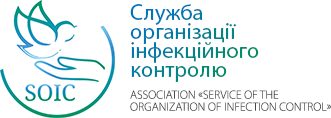 SOIC
Служба
організації
інфекційного
контролю
ASSOCIATION «SERVICE OF THE
ORGANIZATION OF INFECTION CONTROL»